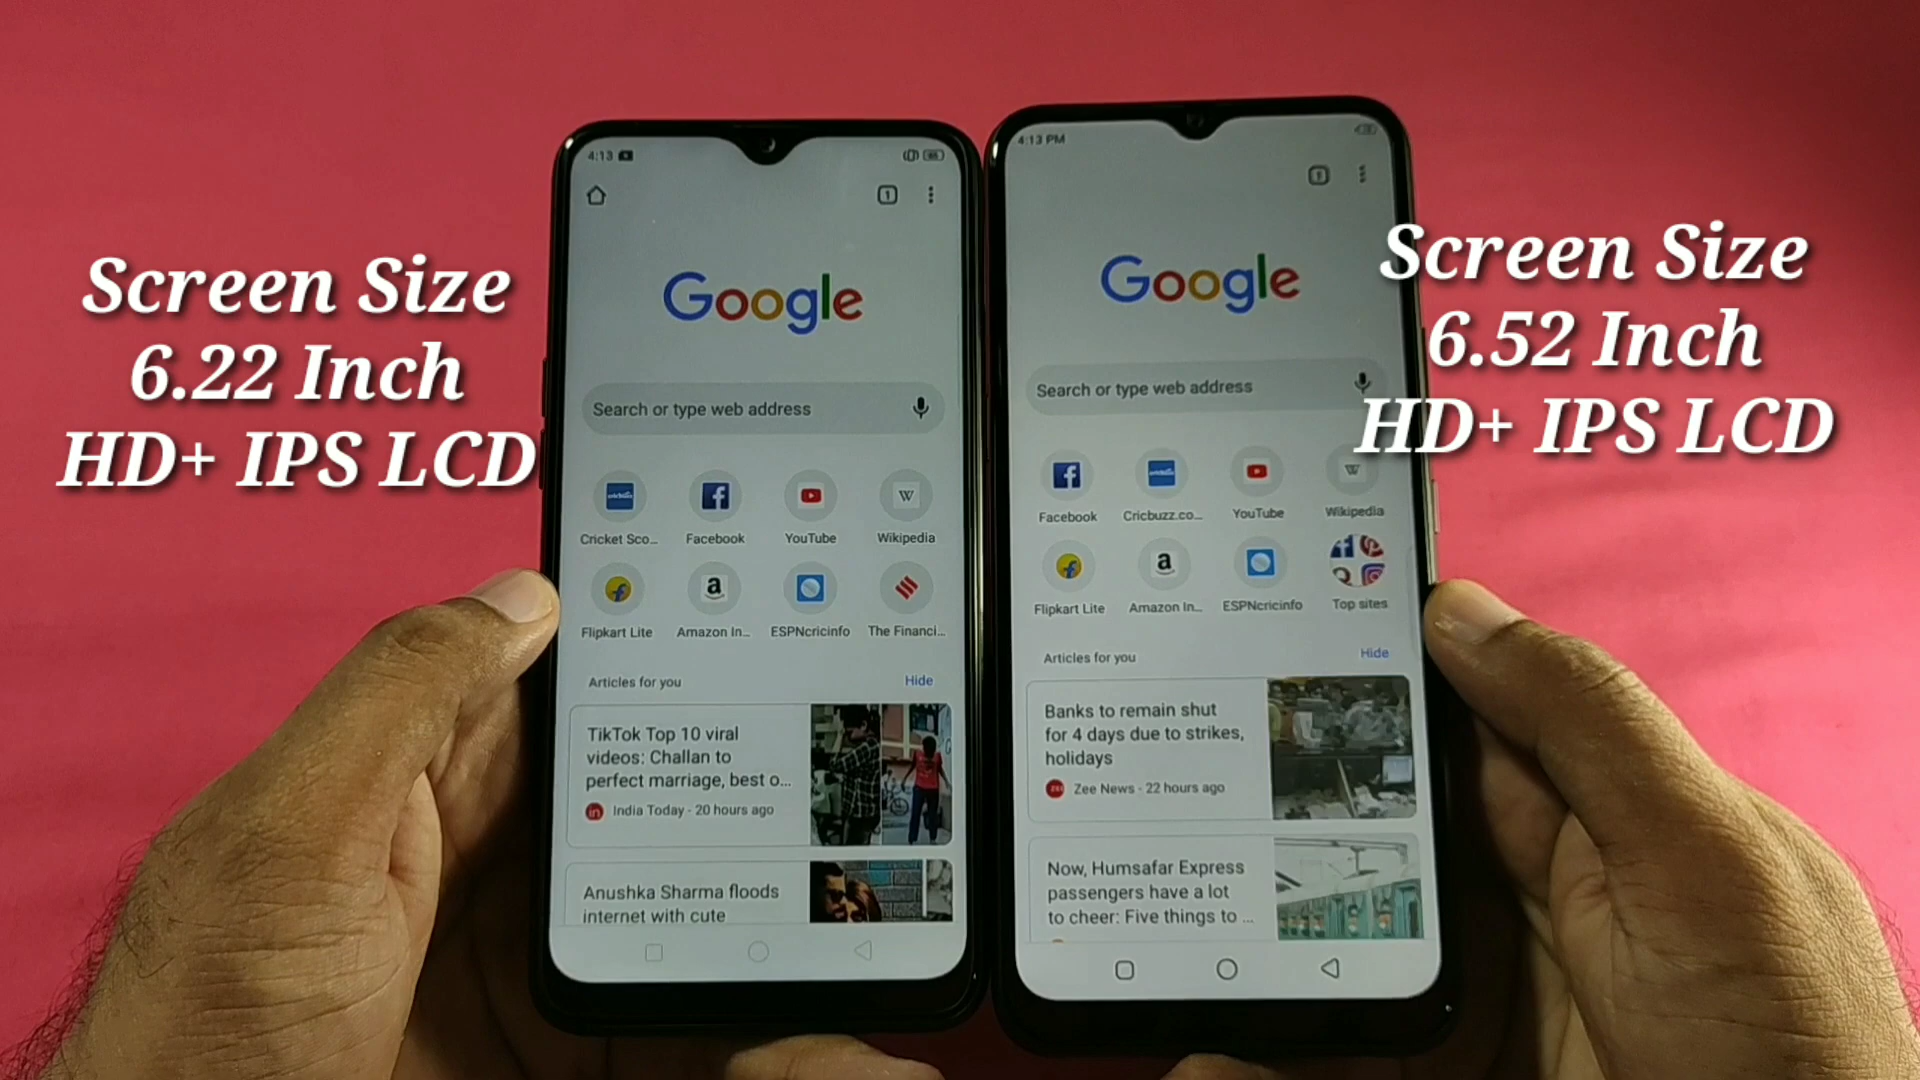 Screen Size
6.22 Inch
HD+ IPS LCD
4:13
1
Google
Search or type web address
Cricket Sco...
Facebook
YouTube
Wikipedia
Flipkart Lite
Amazon In...
ESPNcricinfo
The Financi...
Articles for you
Hide
TikTok Top 10 viral
videos: Challan to
perfect marriage, best o...
India Today - 20 hours ago
Anushka Sharma floods
internet with cute
4:13 PM
Google
Search or type web address
Facebook
Cricbuzz.co...
YouTube
Wikipedia
Flipkart Lite
Amazon In...
ESPNcricinfo
Top sites
Articles for you
Hide
Banks to remain shut
for 4 days due to strikes,
holidays
Zee News - 22 hours ago
Now, Humsafar Express
passengers have a lot
to cheer: Five things to ...
Screen Size
6.52 Inch
HD+ IPS LCD